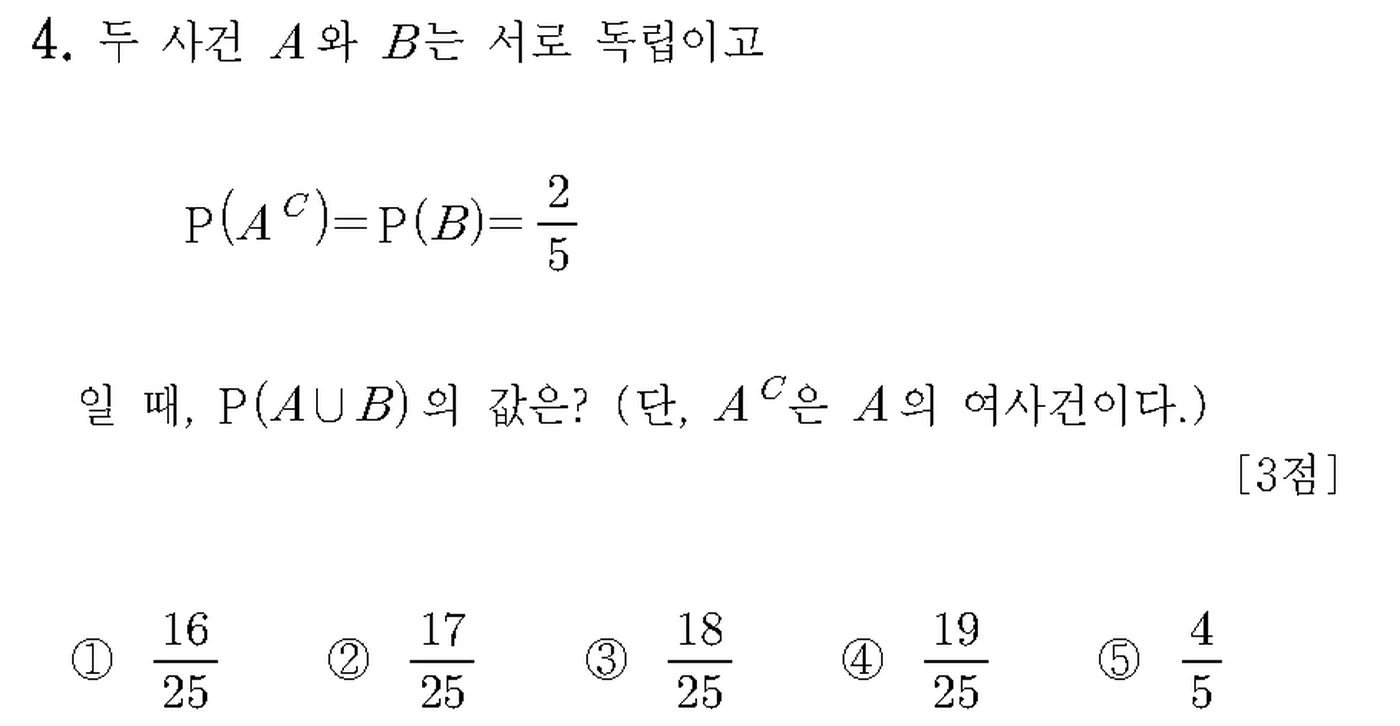 4. 두 사건 A와 B는 서로 독립이고
P(A^C)=P(B)=2/5
일 때, P(A∪B)의 값은? (단, A^C은 A의 여사건이다.)
[3점]
① 16/25 ② 17/25 ③ 18/25 ④ 19/25 ⑤ 4/5